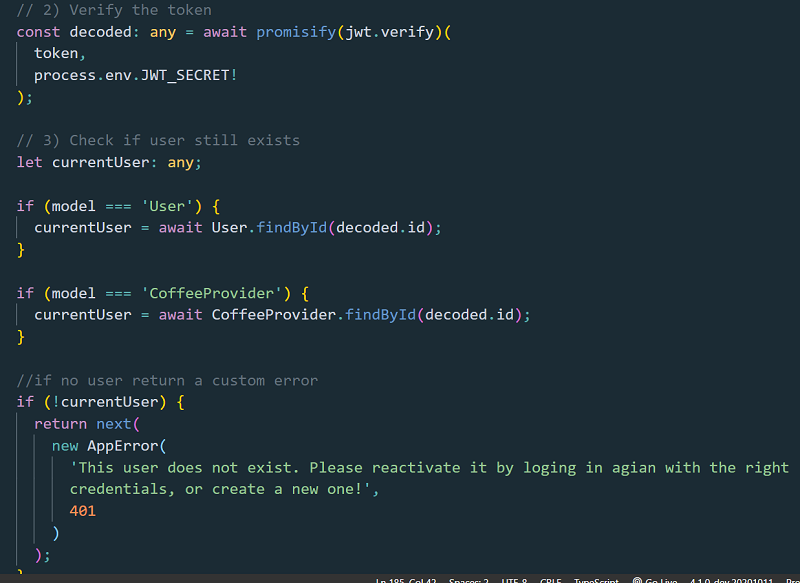 // 2) Verify the token
const decoded: any = await promisify(jwt.verify)(
token,
process.env.JWT_SECRET!
);
// 3) Check if user still exists
let currentUser: any;
if (model === 'User') {
currentUser = await User.findById(decoded.id);
}
if (model === 'CoffeeProvider') {
currentUser = await CoffeeProvider.findById(decoded.id);
}
//if no user return a custom error
if (!currentUser) {
return next(
new AppError(
'This user does not exist. Please reactivate it by loging in agian with the right
credentials, or create a new one!',
401
)
);
}
Ln 185, Col 42 Spaces: 2 UTF-8 CRLF TypeScript Go Live 4.1.0-dev.20201011